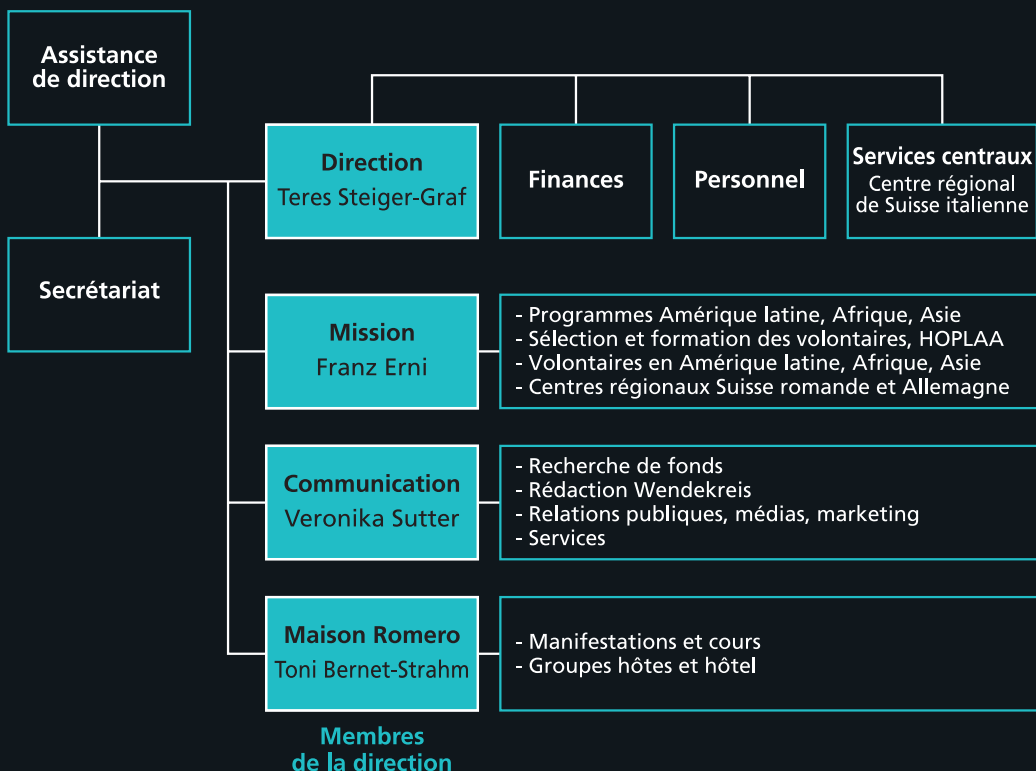 Assistance
de direction
Direction
Teres Steiger-Graf
Finances
Personnel
Services centraux
Centre régional
de Suisse italienne
Secrétariat
Mission
Franz Erni
- Programmes Amérique latine, Afrique, Asie
- Sélection et formation des volontaires, HOPLAA
- Volontaires en Amérique latine, Afrique, Asie
- Centres régionaux Suisse romande et Allemagne
Communication
Veronika Sutter
- Recherche de fonds
- Rédaction Wendekreis
- Relations publiques, médias, marketing
- Services
Maison Romero
Toni Bernet-Strahm
- Manifestations et cours
- Groupes hôtes et hôtel
Membres
de la direction